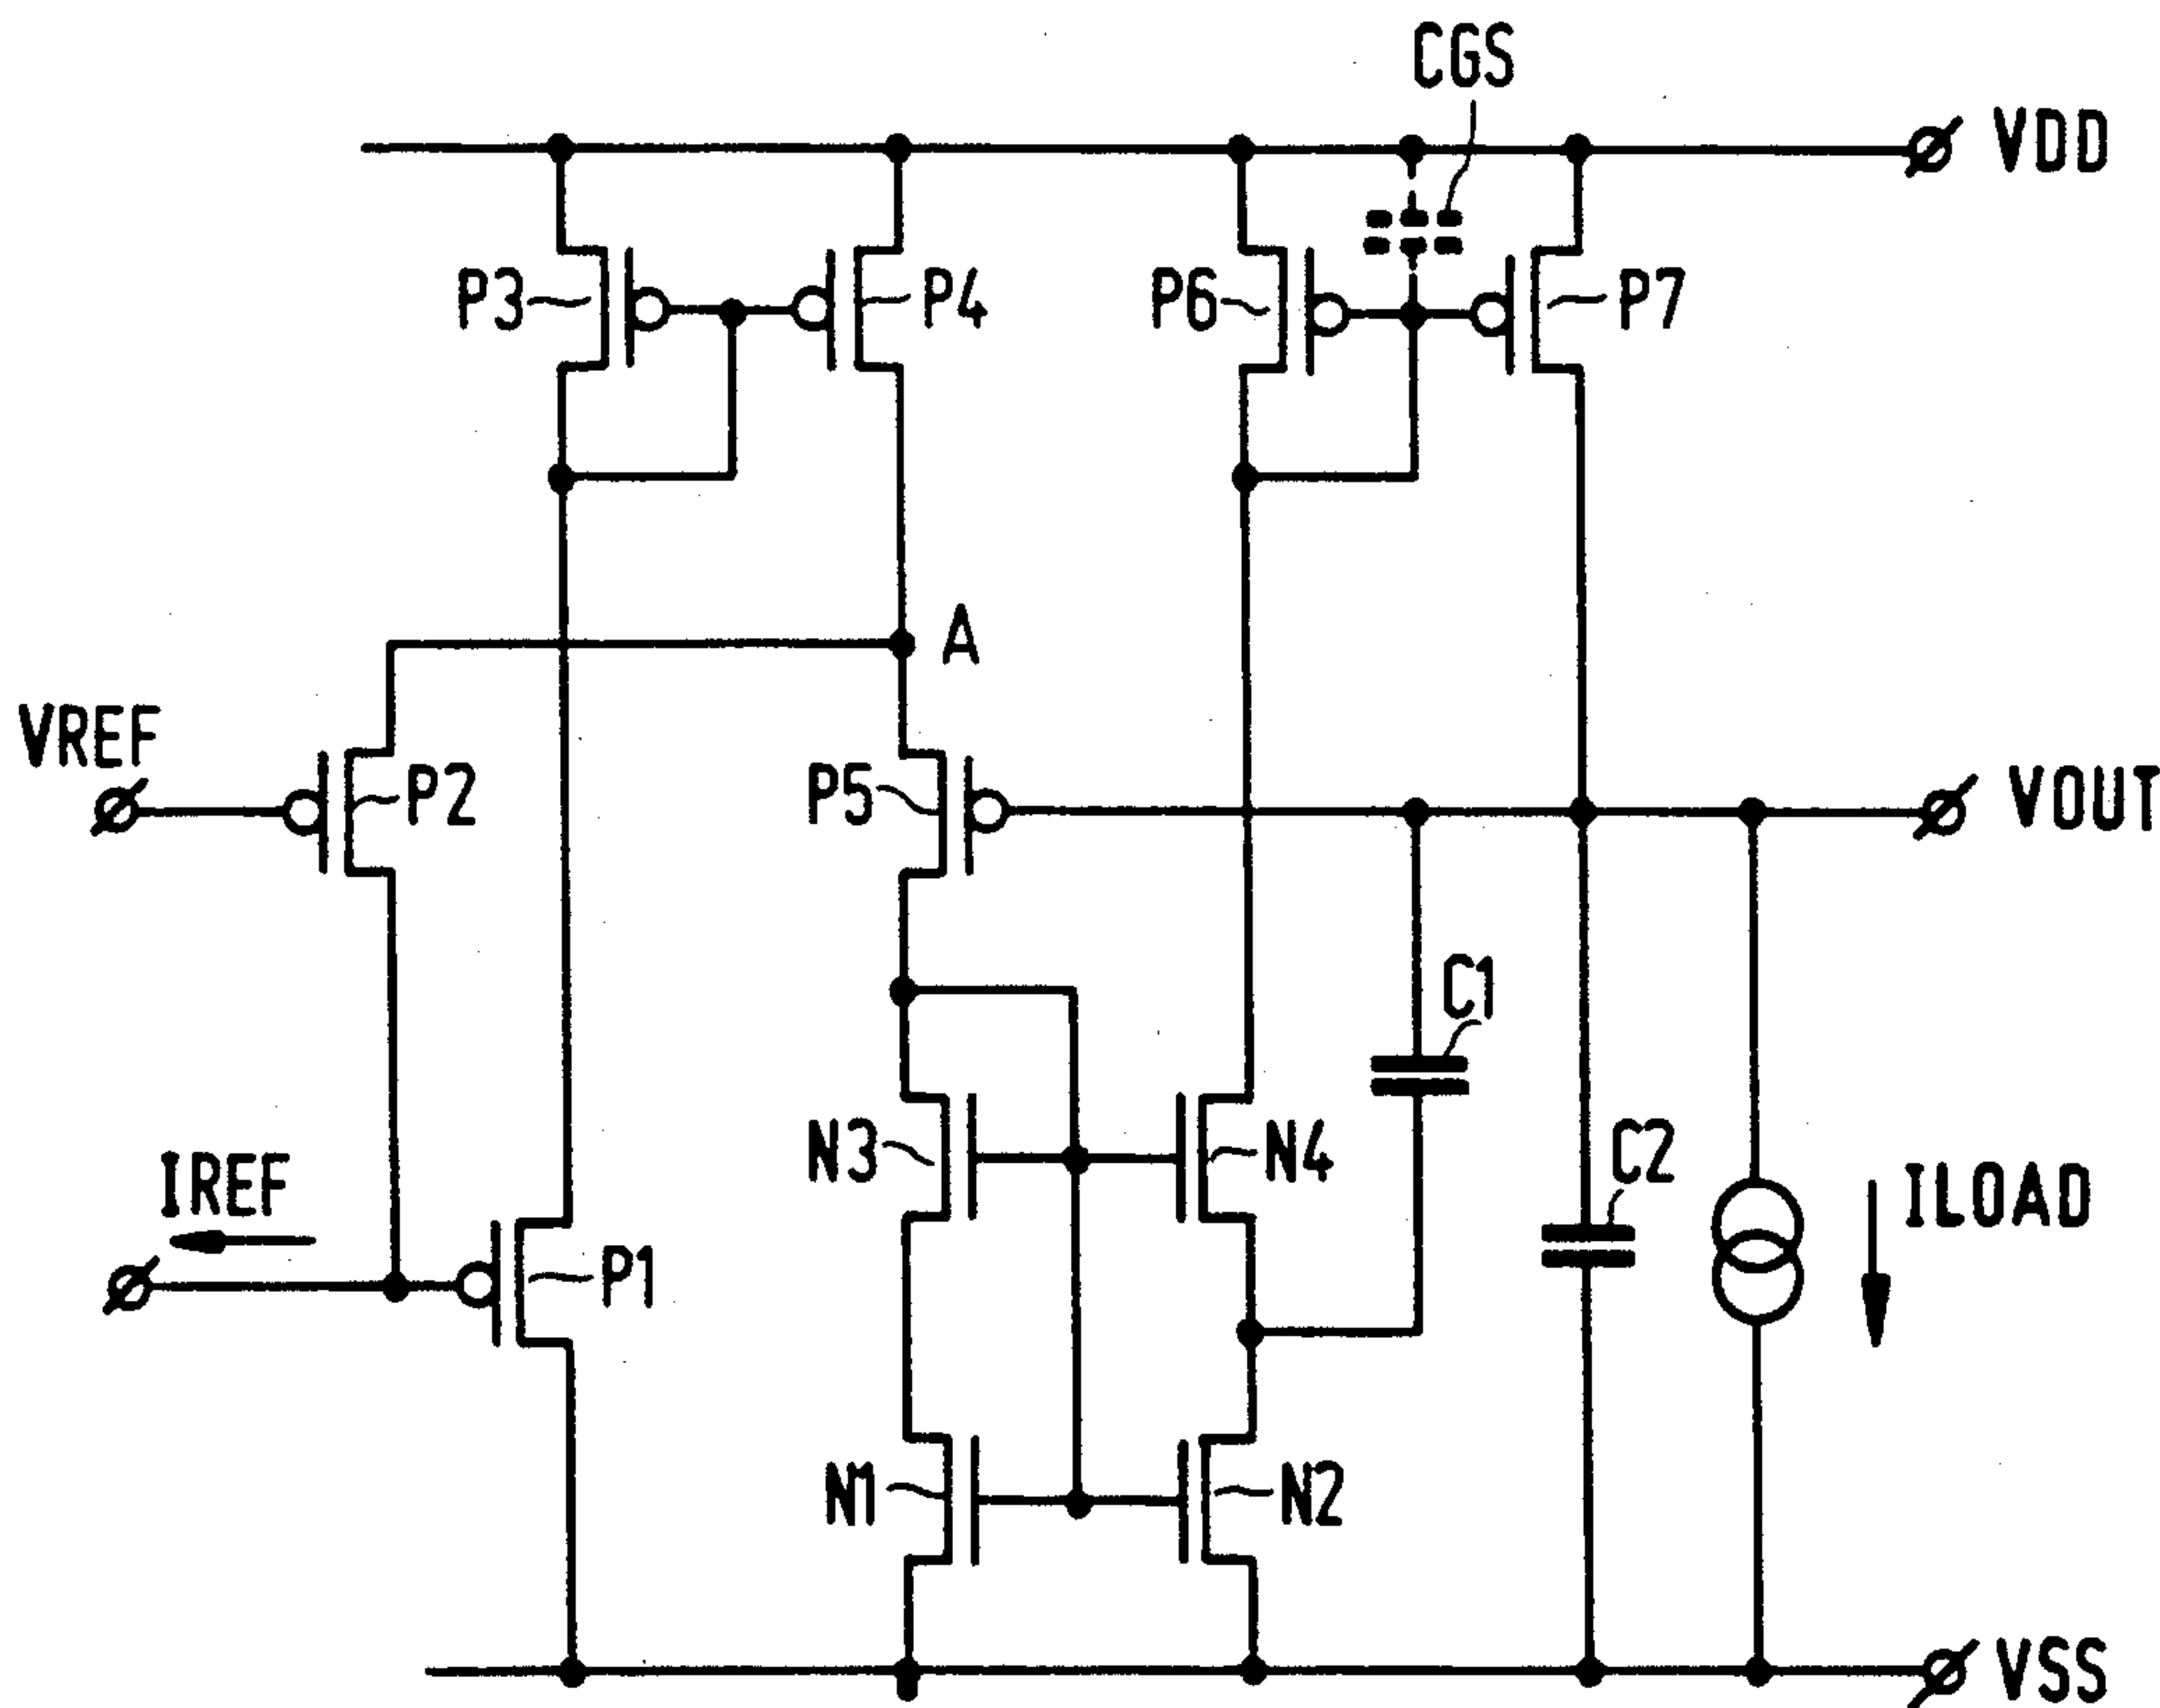 CGS
VDD
P3
P4
P6
P7
A
VREF
P2
P5
VOUT
C1
N3
N4
C2
IREF
ILOAD
P1
N1
N2
VSS